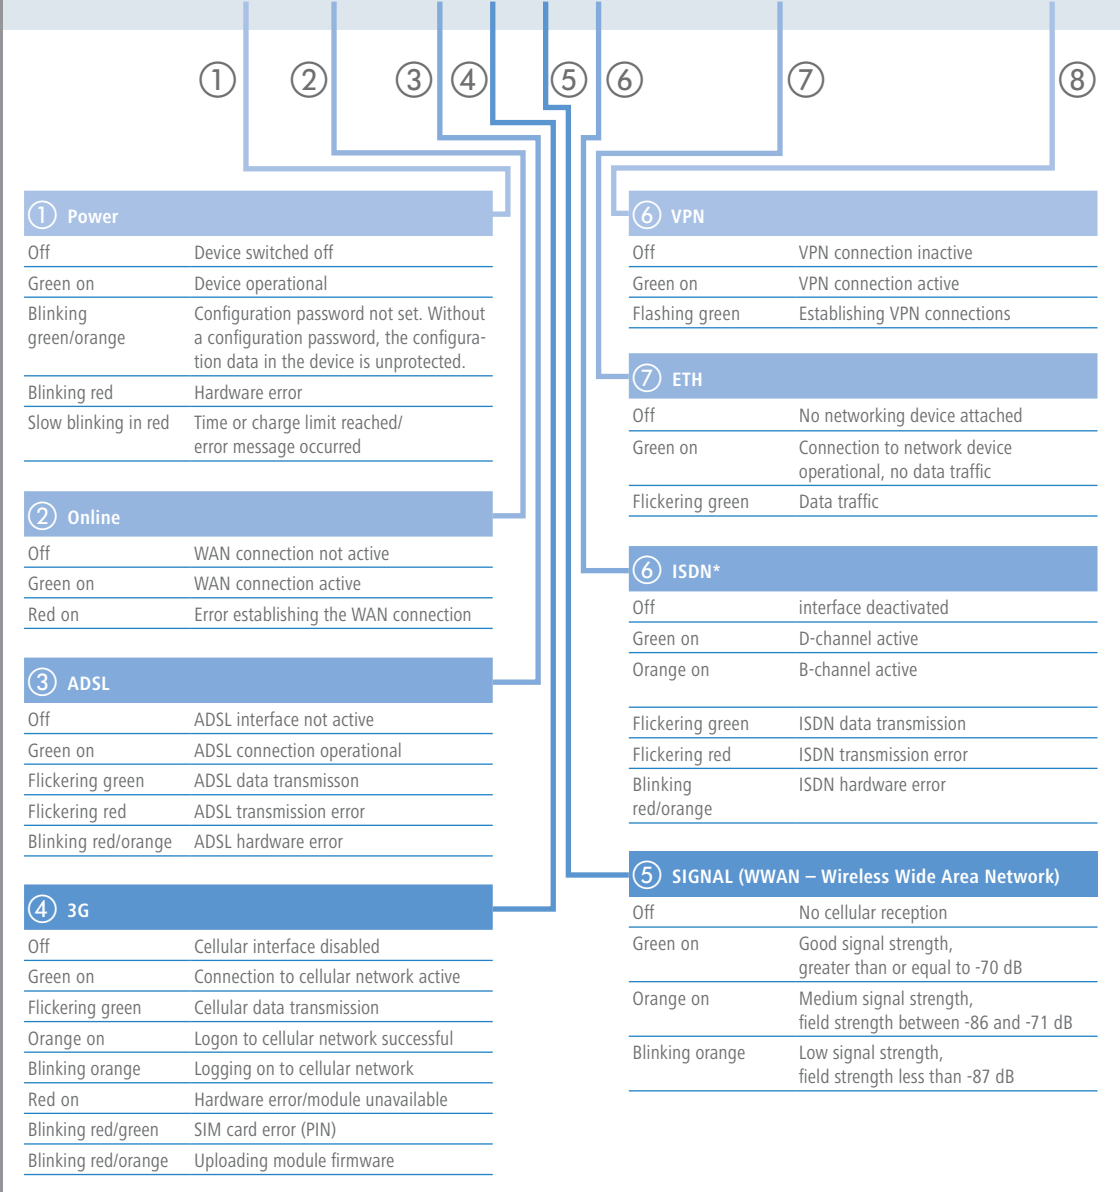 ① ② ③ ④ ⑤ ⑥ ⑦ ⑧
① Power
Off Device switched off
Green on Device operational
Blinking Configuration password not set. Without
green/orange a configuration password, the configura-
tion data in the device is unprotected.
Blinking red Hardware error
Slow blinking in red Time or charge limit reached/
error message occurred
② Online
Off WAN connection not active
Green on WAN connection active
Red on Error establishing the WAN connection
③ ADSL
Off ADSL interface not active
Green on ADSL connection operational
Flickering green ADSL data transmisson
Flickering red ADSL transmission error
Blinking red/orange ADSL hardware error
④ 3G
Off Cellular interface disabled
Green on Connection to cellular network active
Flickering green Cellular data transmission
Orange on Logon to cellular network successful
Blinking orange Logging on to cellular network
Red on Hardware error/module unavailable
Blinking red/green SIM card error (PIN)
Blinking red/orange Uploading module firmware
⑥ VPN
Off VPN connection inactive
Green on VPN connection active
Flashing green Establishing VPN connections
⑦ ETH
Off No networking device attached
Green on Connection to network device
operational, no data traffic
Flickering green Data traffic
⑥ ISDN*
Off interface deactivated
Green on D-channel active
Orange on B-channel active
Flickering green ISDN data transmission
Flickering red ISDN transmission error
Blinking ISDN hardware error
red/orange
⑤ SIGNAL (WWAN – Wireless Wide Area Network)
Off No cellular reception
Green on Good signal strength,
greater than or equal to -70 dB
Orange on Medium signal strength,
field strength between -86 and -71 dB
Blinking orange Low signal strength,
field strength less than -87 dB